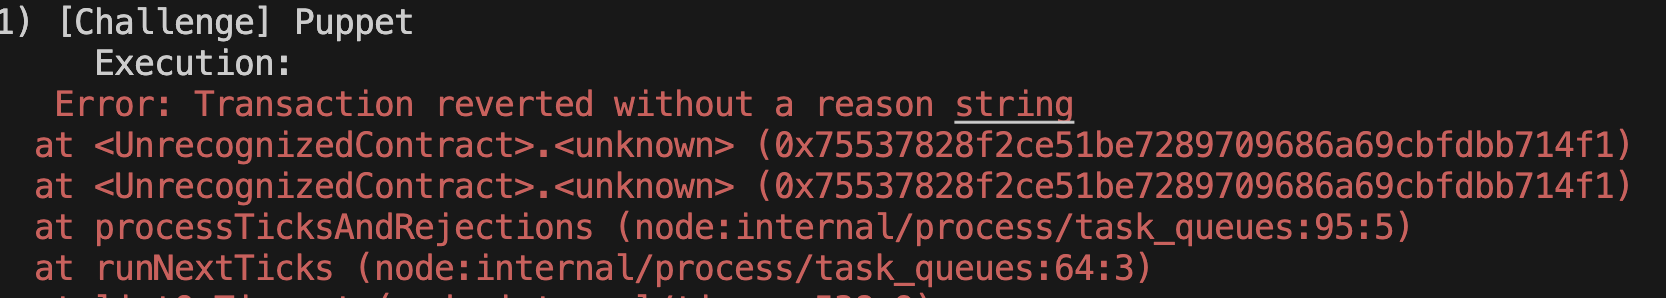 1) [Challenge] Puppet
Execution:
Error: Transaction reverted without a reason string
at <UnrecognizedContract>.<unknown> (0x75537828f2ce51be7289709686a69cbfdbb714f1)
at <UnrecognizedContract>.<unknown> (0x75537828f2ce51be7289709686a69cbfdbb714f1)
at processTicksAndRejections (node:internal/process/task_queues:95:5)
at runNextTicks (node:internal/process/task_queues:64:3)